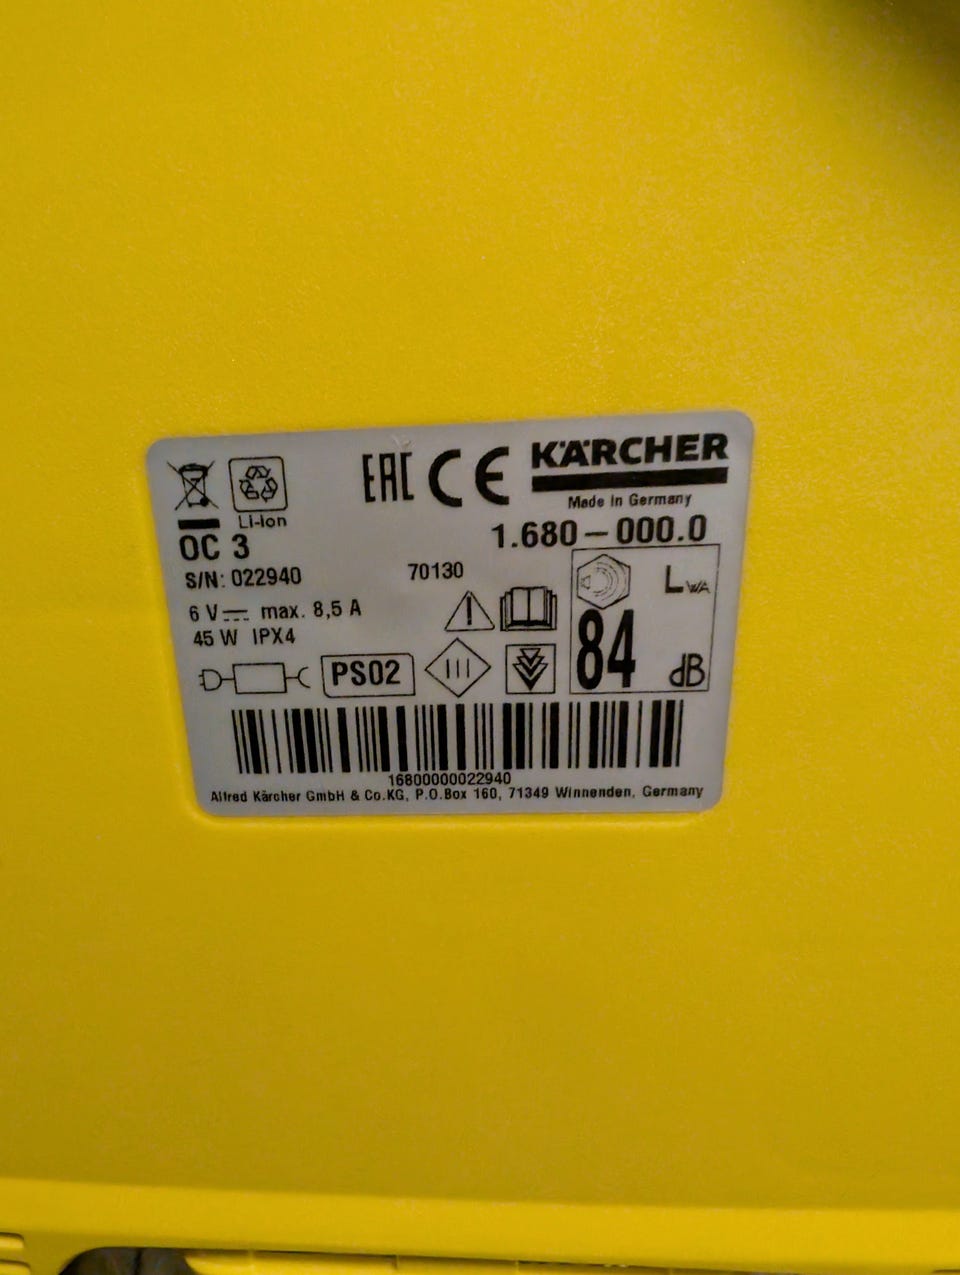 EAC CE KÄRCHER
Made in Germany
Li-Ion
OC 3
1.680-000.0
S/N: 022940
70130
6 V max. 8,5 A
45 W IPX4
LWA
84 dB
PS02
16800000022940
Alfred Kärcher GmbH & Co.KG, P.O.Box 160, 71349 Winnenden, Germany